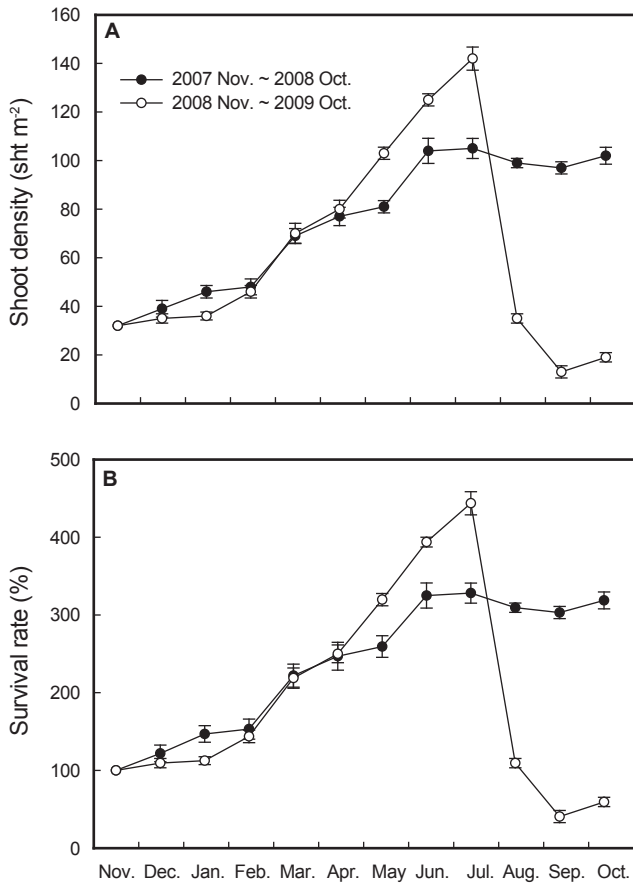 A
160
140
120
100
80
60
40
20
0
Shoot density (sht m-2)
2007 Nov. ~ 2008 Oct.
2008 Nov. ~ 2009 Oct.
B
500
400
300
200
100
0
Survival rate (%)
Nov. Dec. Jan. Feb. Mar. Apr. May Jun. Jul. Aug. Sep. Oct.